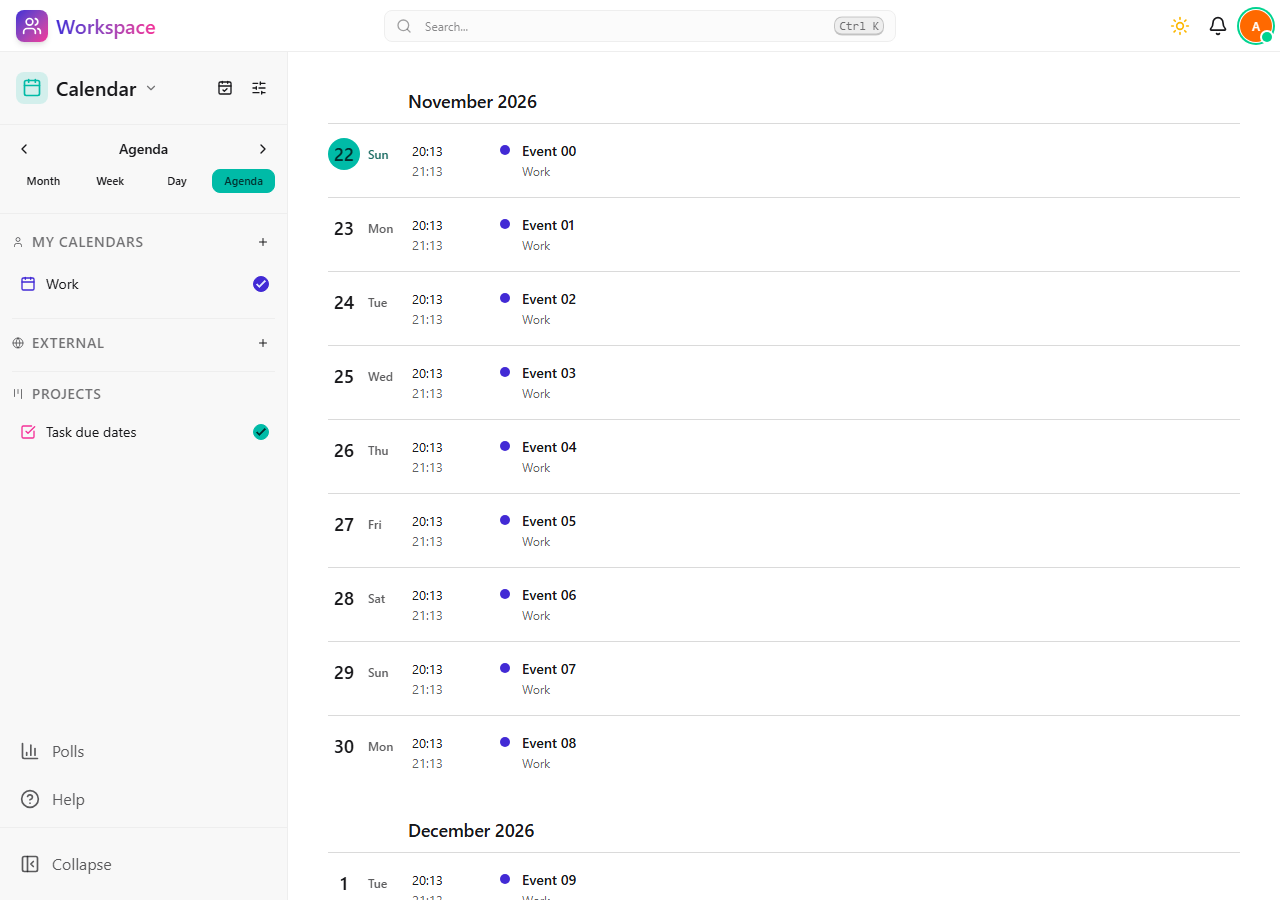 Workspace
Search...
Ctrl K
A
Calendar
Agenda
Month
Week
Day
Agenda
MY CALENDARS
Work
EXTERNAL
PROJECTS
Task due dates
Polls
Help
Collapse
November 2026
22 Sun 20:13 Event 00
21:13 Work
23 Mon 20:13 Event 01
21:13 Work
24 Tue 20:13 Event 02
21:13 Work
25 Wed 20:13 Event 03
21:13 Work
26 Thu 20:13 Event 04
21:13 Work
27 Fri 20:13 Event 05
21:13 Work
28 Sat 20:13 Event 06
21:13 Work
29 Sun 20:13 Event 07
21:13 Work
30 Mon 20:13 Event 08
21:13 Work
December 2026
1 Tue 20:13 Event 09
21:13 Work